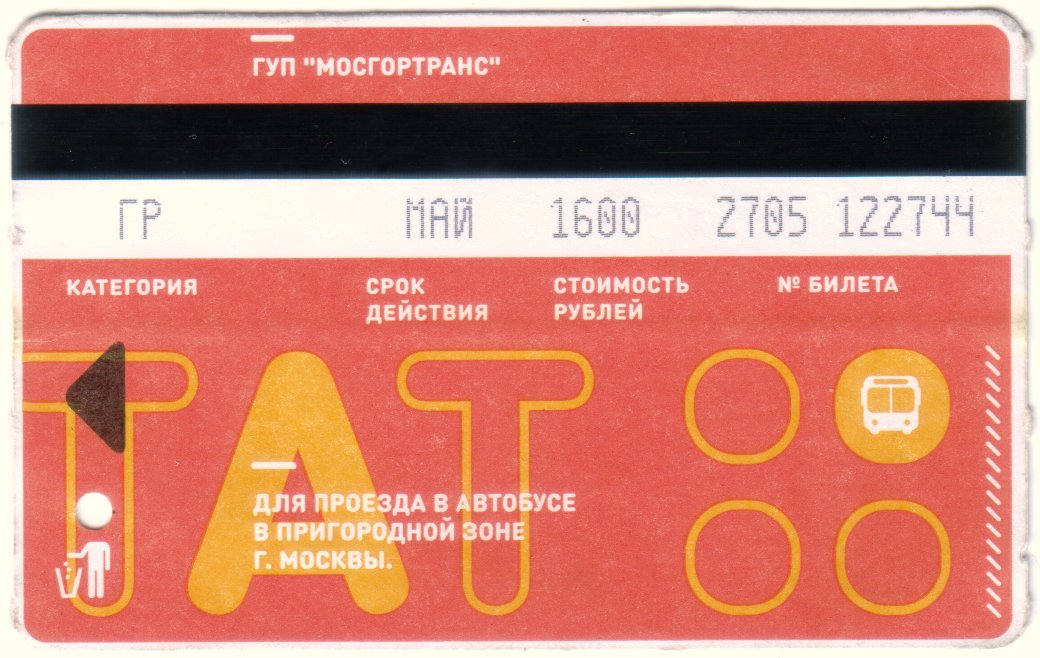 ГУП "МОСГОРТРАНС"
ГР МАЙ 1600 2705 122744
КАТЕГОРИЯ СРОК ДЕЙСТВИЯ СТОИМОСТЬ РУБЛЕЙ № БИЛЕТА
ТАТ
ДЛЯ ПРОЕЗДА В АВТОБУСЕ
В ПРИГОРОДНОЙ ЗОНЕ
Г. МОСКВЫ.